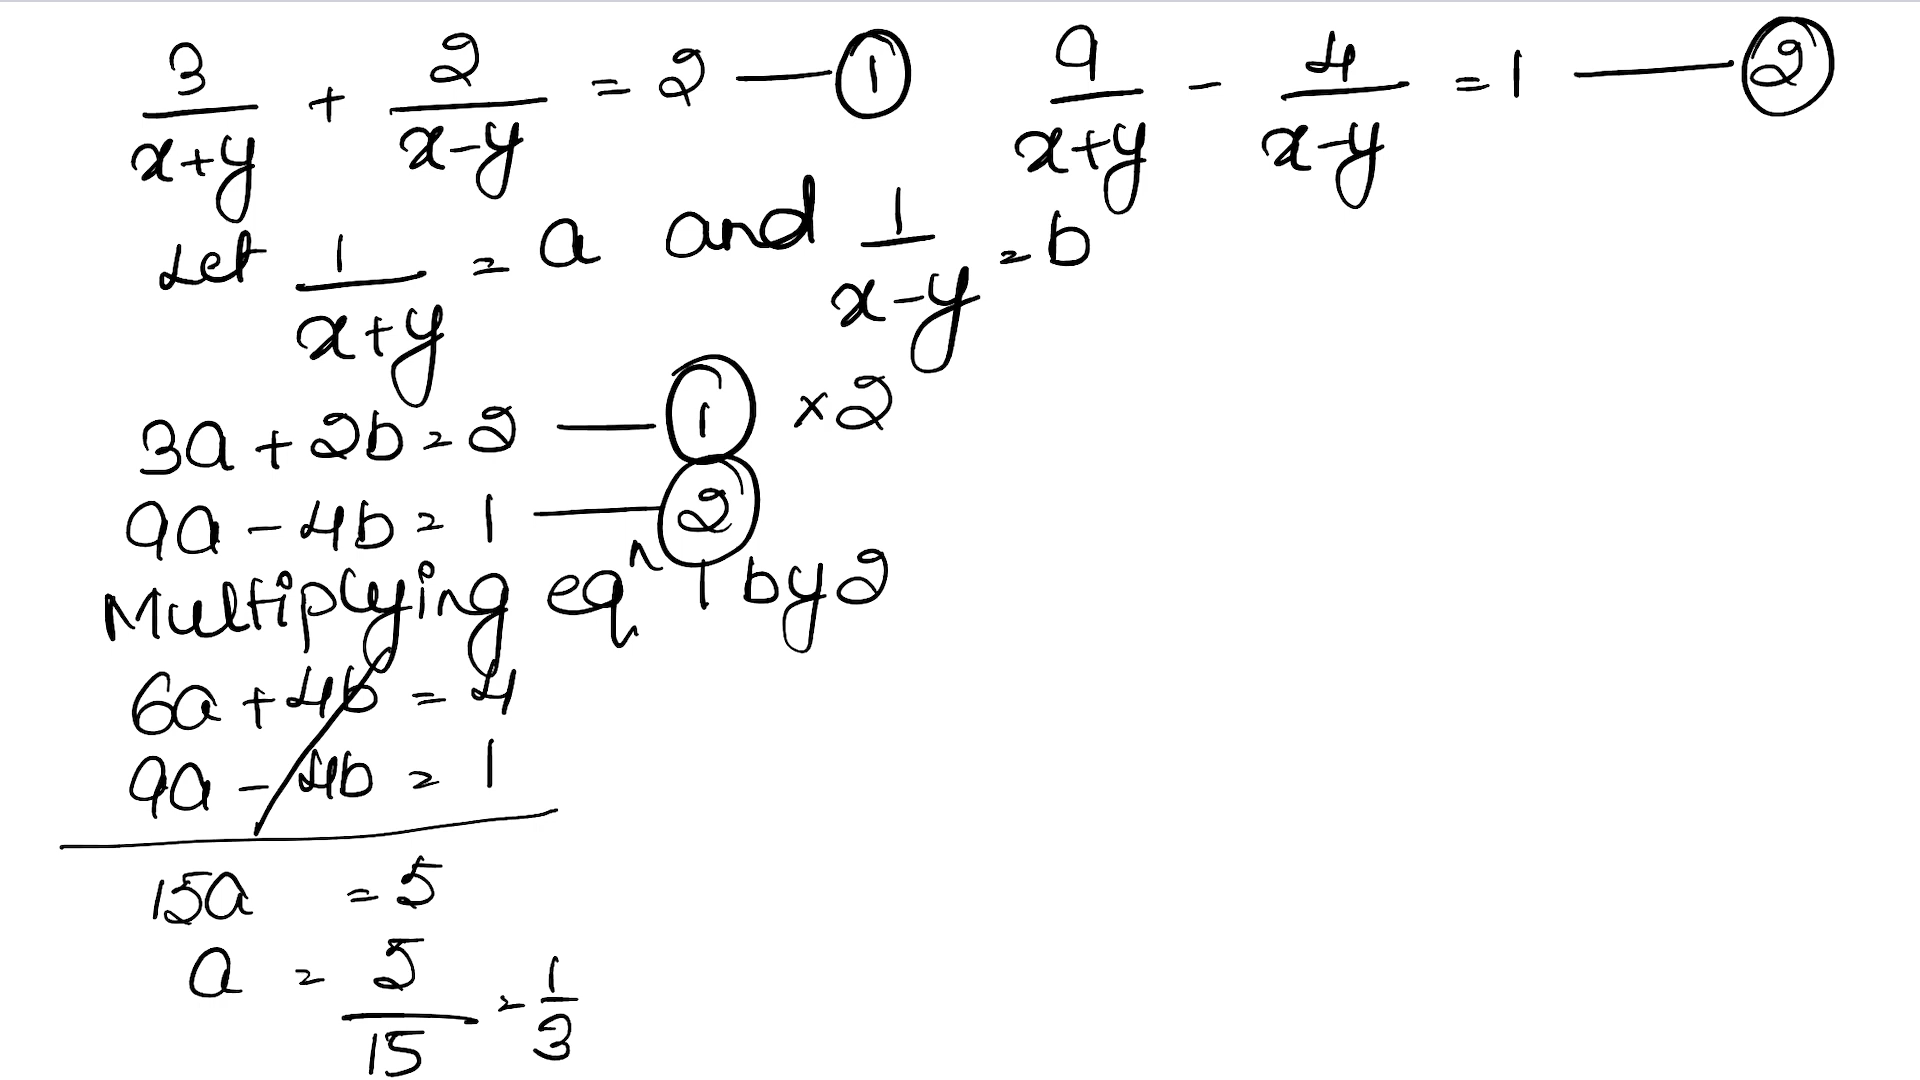 3/(x+y) + 2/(x-y) = 2 — ① 9/(x+y) - 4/(x-y) = 1 — ②
Let 1/(x+y) = a and 1/(x-y) = b
3a + 2b = 2 — ① ×2
9a - 4b = 1 — ②
Multiplying eqⁿ 1 by 2
6a + 4b = 4
9a - 4b = 1
15a = 5
a = 5/15 = 1/3